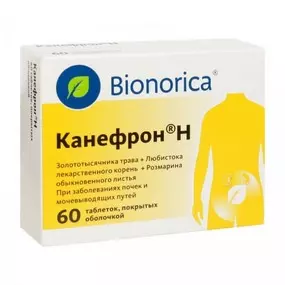 Bionorica®
Канефрон® Н
Золототысячника трава + Любистока
лекарственного корень + Розмарина
обыкновенного листья
При заболеваниях почек и
мочевыводящих путей
60 таблеток, покрытых
оболочкой